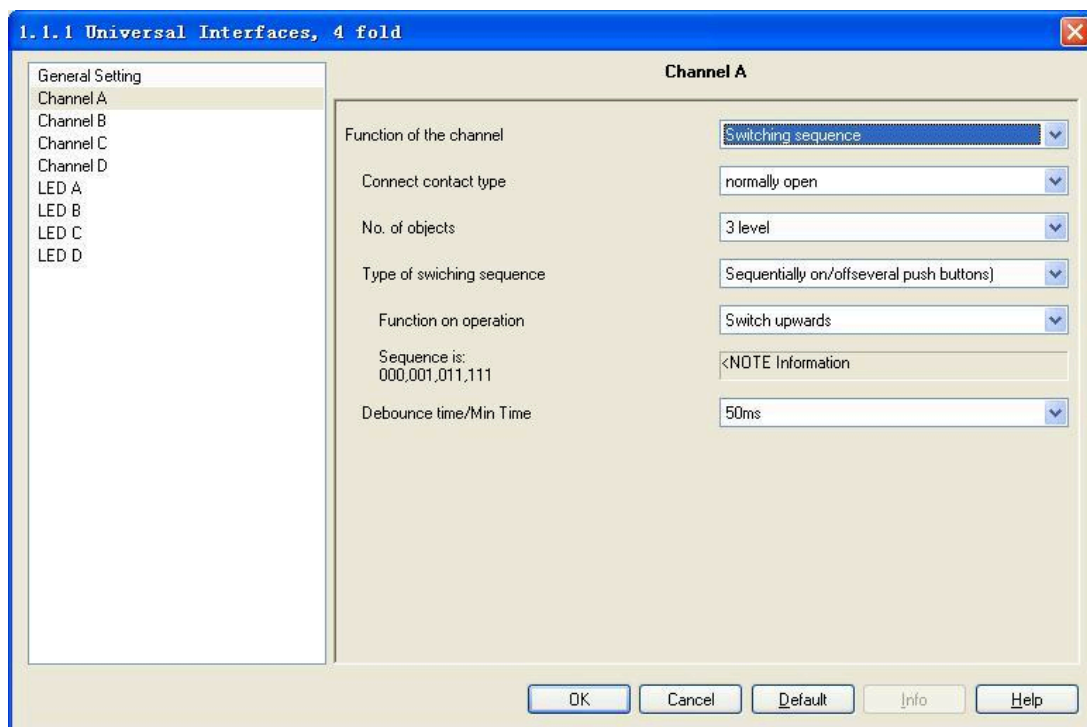 1.1.1 Universal Interfaces, 4 fold
General Setting
Channel A
Channel B
Channel C
Channel D
LED A
LED B
LED C
LED D
Channel A
Function of the channel
Switching sequence
Connect contact type
normally open
No. of objects
3 level
Type of swiching sequence
Sequentially on/offseveral push buttons)
Function on operation
Switch upwards
Sequence is:
000,001,011,111
<NOTE Information
Debounce time/Min Time
50ms
OK
Cancel
Default
Info
Help